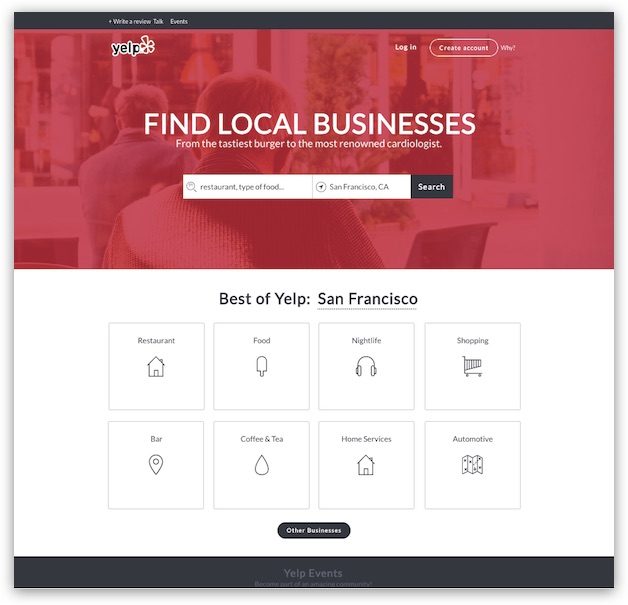 + Write a review Talk Events
yelp
Log in Create account Why?
FIND LOCAL BUSINESSES
From the tastiest burger to the most renowned cardiologist.
restaurant, type of food... San Francisco, CA Search
Best of Yelp: San Francisco
Restaurant Food Nightlife Shopping
Bar Coffee & Tea Home Services Automotive
Other Businesses
Yelp Events
Become part of an amazing community!